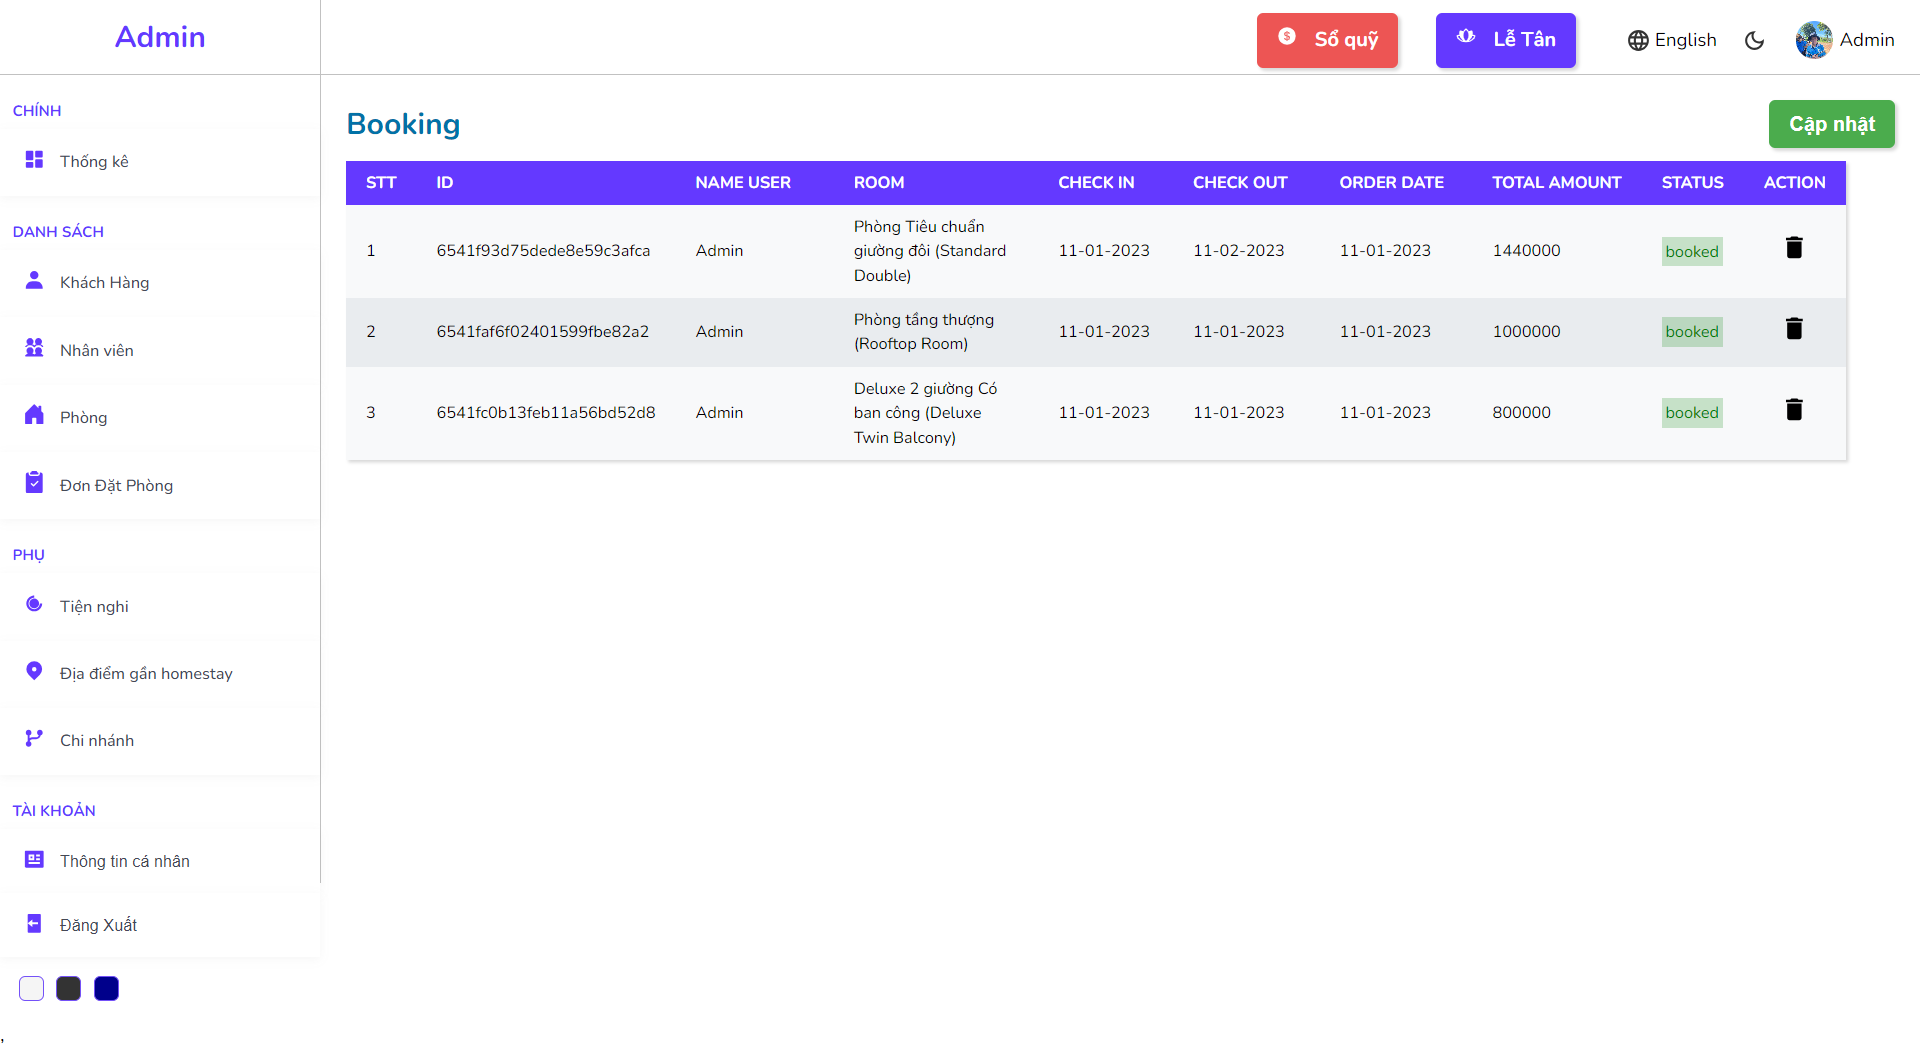 Admin
Sổ quỹ
Lễ Tân
English
Admin
CHÍNH
Thống kê
DANH SÁCH
Khách Hàng
Nhân viên
Phòng
Đơn Đặt Phòng
PHỤ
Tiện nghi
Địa điểm gần homestay
Chi nhánh
TÀI KHOẢN
Thông tin cá nhân
Đăng Xuất
,
Booking
Cập nhật
STT ID NAME USER ROOM CHECK IN CHECK OUT ORDER DATE TOTAL AMOUNT STATUS ACTION
Phòng Tiêu chuẩn
1 6541f93d75dede8e59c3afca Admin giường đôi (Standard 11-01-2023 11-02-2023 11-01-2023 1440000 booked
Double)
Phòng tầng thượng
2 6541faf6f02401599fbe82a2 Admin (Rooftop Room) 11-01-2023 11-01-2023 11-01-2023 1000000 booked
Deluxe 2 giường Có
3 6541fc0b13feb11a56bd52d8 Admin ban công (Deluxe 11-01-2023 11-01-2023 11-01-2023 800000 booked
Twin Balcony)